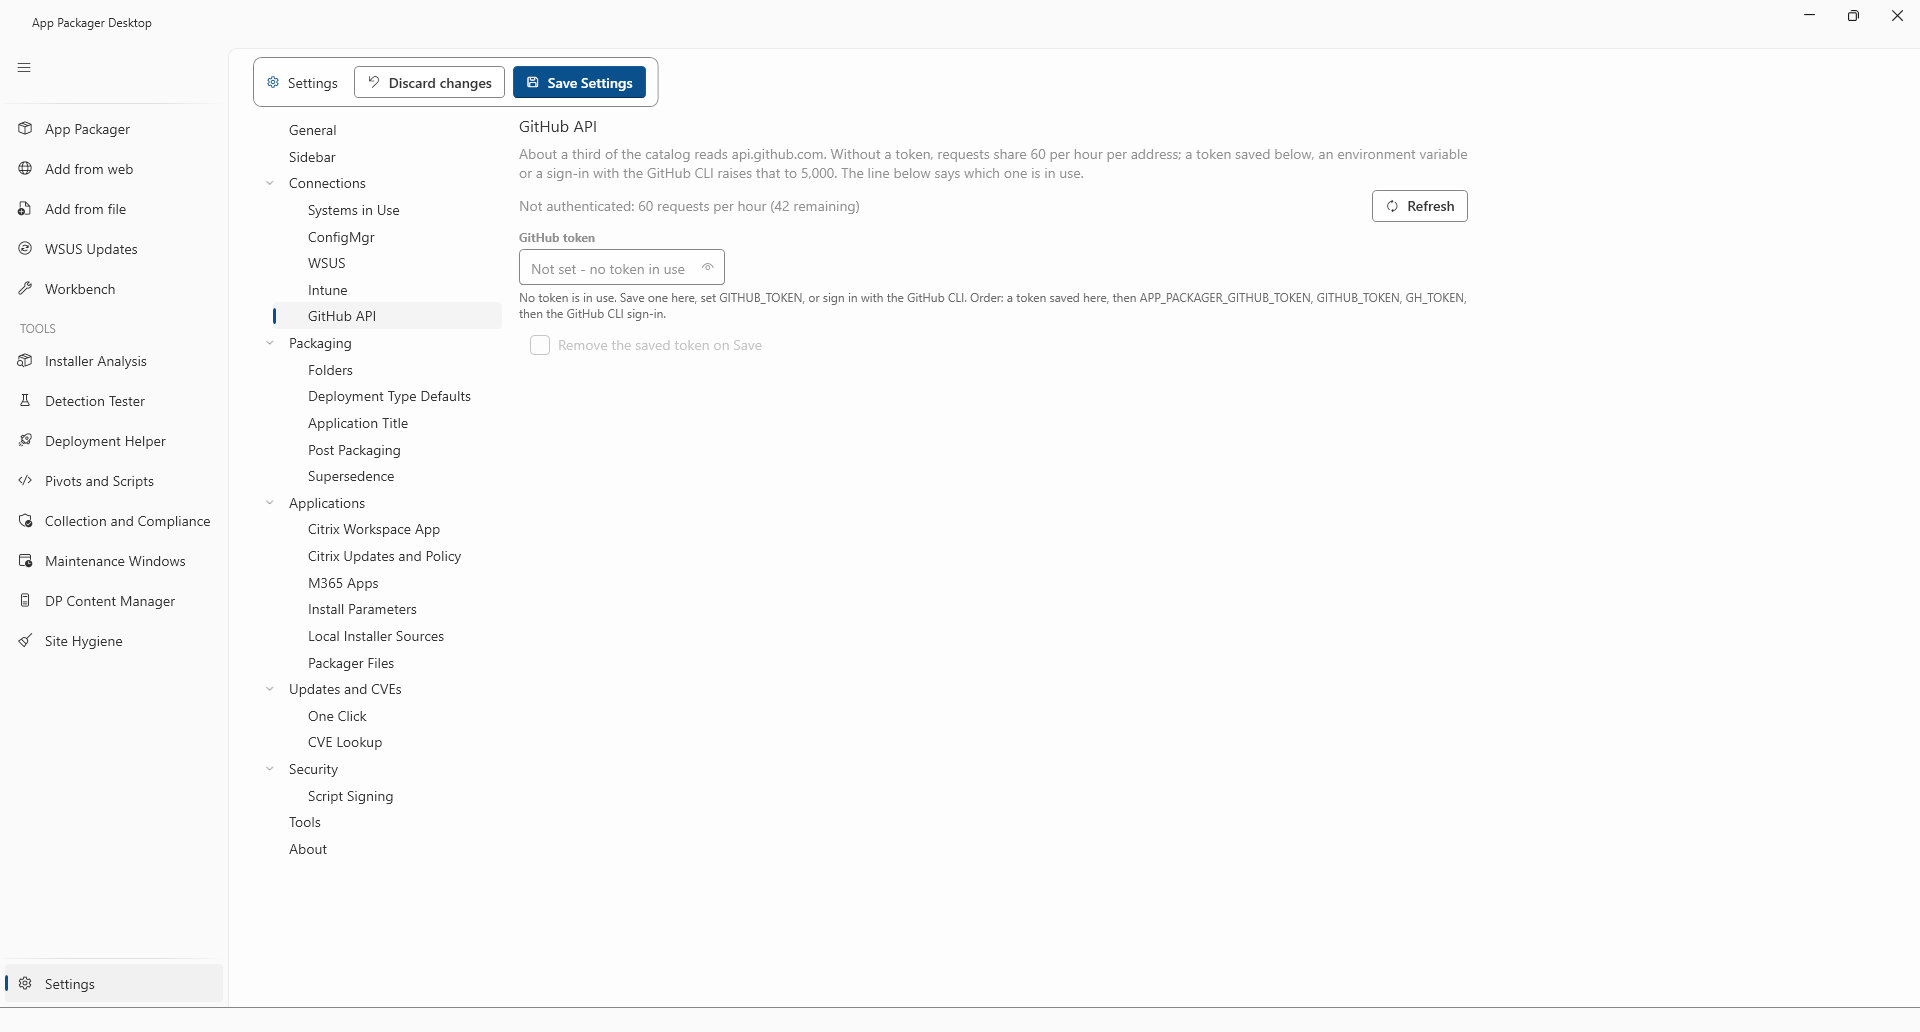 App Packager Desktop
Settings
Discard changes
Save Settings
App Packager
Add from web
Add from file
WSUS Updates
Workbench
TOOLS
Installer Analysis
Detection Tester
Deployment Helper
Pivots and Scripts
Collection and Compliance
Maintenance Windows
DP Content Manager
Site Hygiene
Settings
General
Sidebar
Connections
Systems in Use
ConfigMgr
WSUS
Intune
GitHub API
Packaging
Folders
Deployment Type Defaults
Application Title
Post Packaging
Supersedence
Applications
Citrix Workspace App
Citrix Updates and Policy
M365 Apps
Install Parameters
Local Installer Sources
Packager Files
Updates and CVEs
One Click
CVE Lookup
Security
Script Signing
Tools
About
GitHub API
About a third of the catalog reads api.github.com. Without a token, requests share 60 per hour per address; a token saved below, an environment variable
or a sign-in with the GitHub CLI raises that to 5,000. The line below says which one is in use.
Not authenticated: 60 requests per hour (42 remaining)
Refresh
GitHub token
Not set - no token in use
No token is in use. Save one here, set GITHUB_TOKEN, or sign in with the GitHub CLI. Order: a token saved here, then APP_PACKAGER_GITHUB_TOKEN, GITHUB_TOKEN, GH_TOKEN,
then the GitHub CLI sign-in.
Remove the saved token on Save